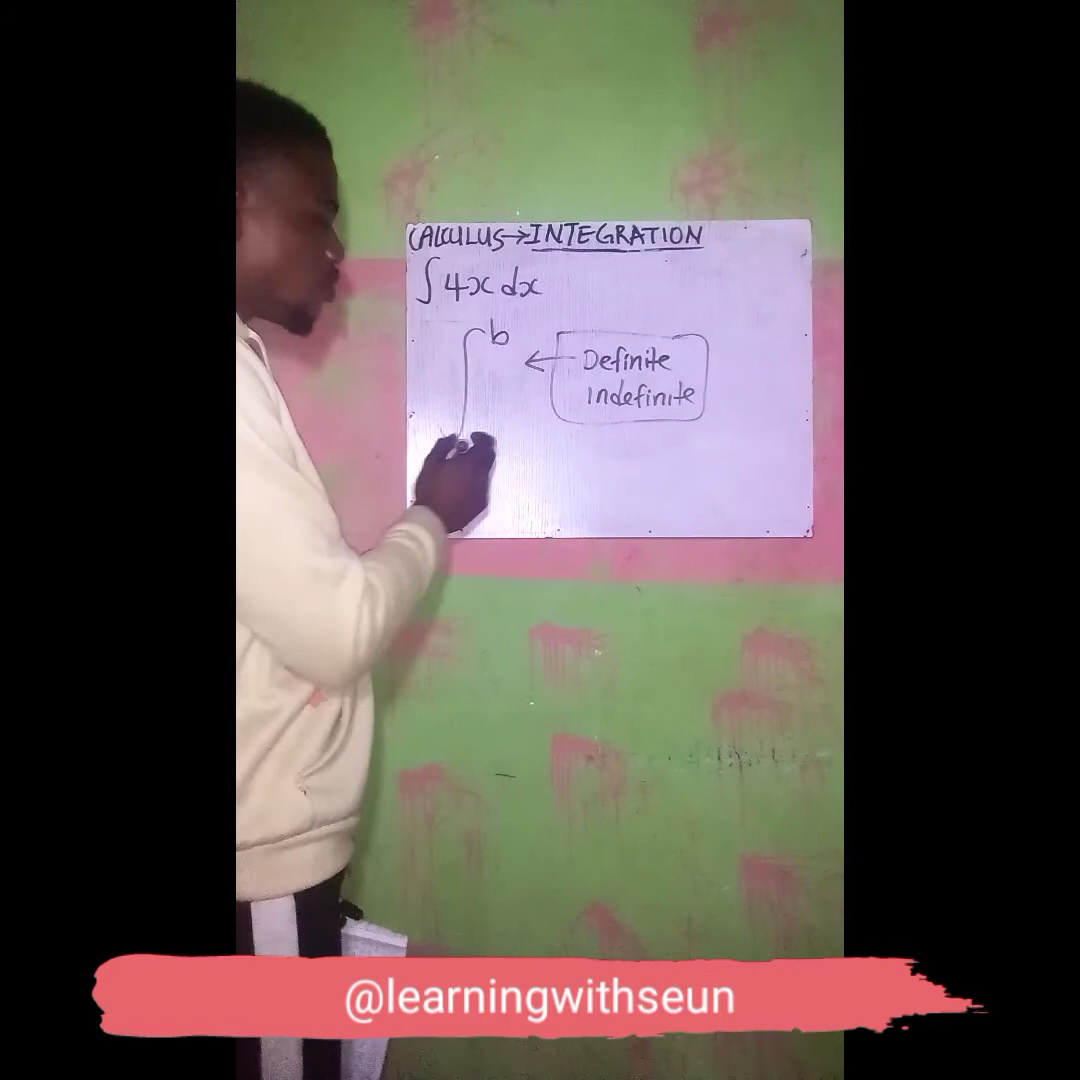 CALCULUS→INTEGRATION
∫ 4x dx
∫ b
Definite
Indefinite
@learningwithseun